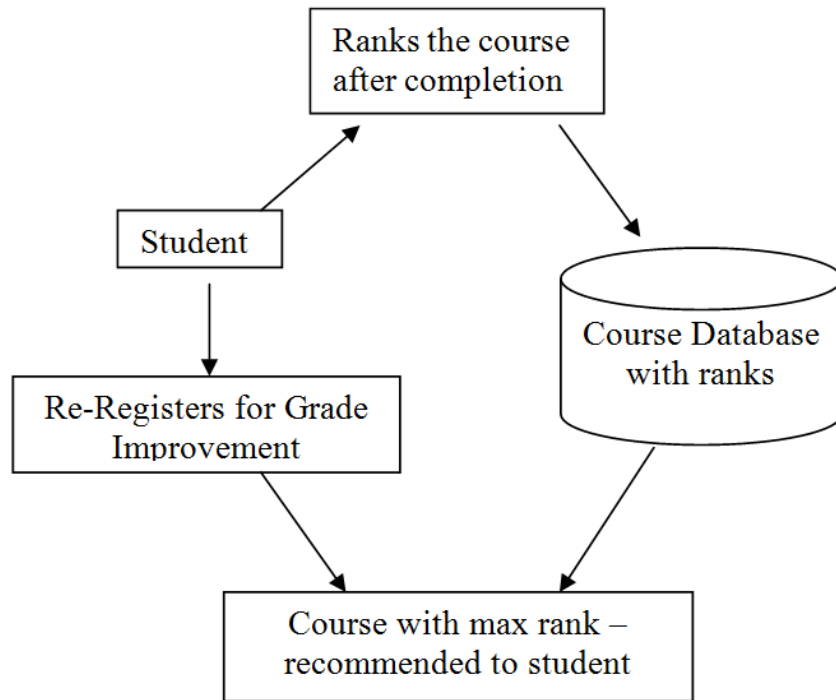 Ranks the course
after completion
Student
Course Database
with ranks
Re-Registers for Grade
Improvement
Course with max rank –
recommended to student